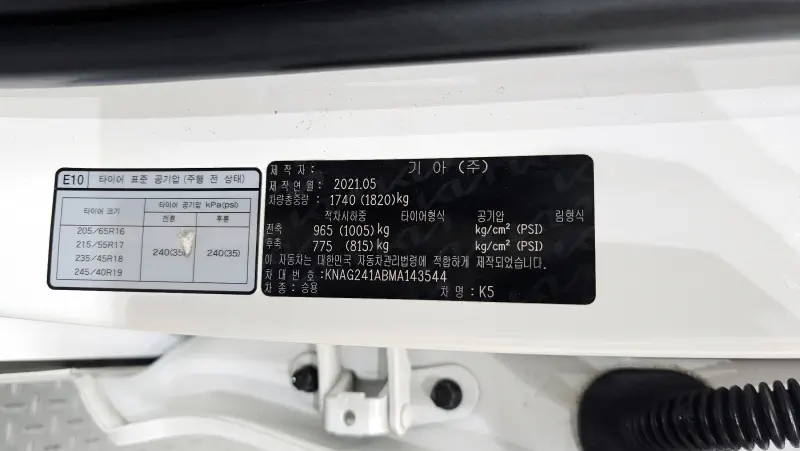 E10 타이어 표준 공기압 (주행 전 상태)
타이어 크기 타이어 공기압 kPa(psi)
전륜 후륜
205/65R16
215/55R17
235/45R18
245/40R19
240(35) 240(35)
제 작 자 : 기 아 (주)
제 작 연 월 : 2021.05
차량총중량 : 1740 (1820)kg
적차시하중 타이어형식 공기압 림형식
전축 965 (1005)kg kg/cm² (PSI)
후축 775 (815)kg kg/cm² (PSI)
이 자동차는 대한민국 자동차관리법령에 적합하게 제작되었습니다.
차 대 번 호 : KNAG241ABMA143544
차 종 : 승용 차 명 : K5